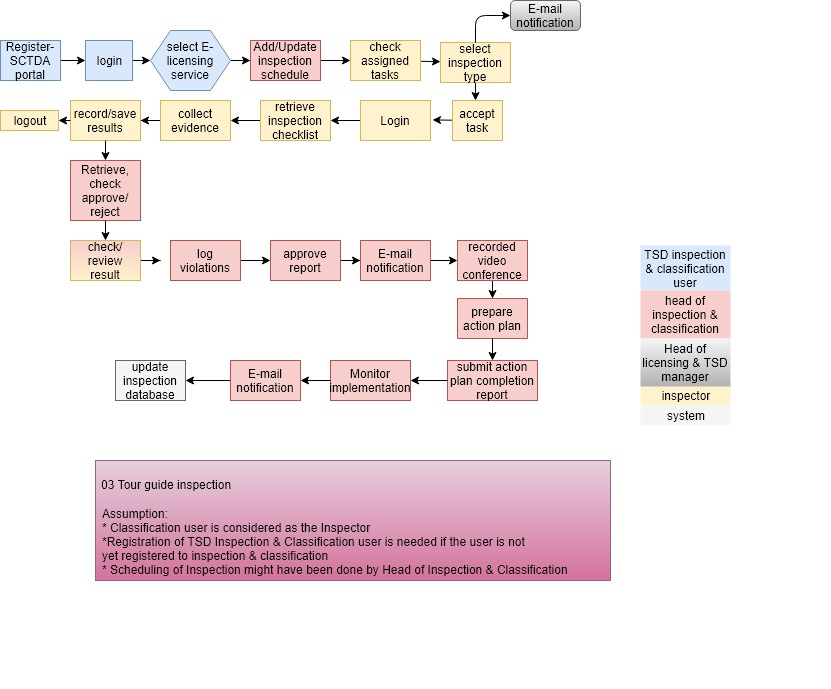 E-mail
notification
Register-
SCTDA
portal
login
select E-
licensing
service
Add/Update
inspection
schedule
check
assigned
tasks
select
inspection
type
logout
record/save
results
collect
evidence
retrieve
inspection
checklist
Login
accept
task
Retrieve,
check
approve/
reject
check/
review
result
log
violations
approve
report
E-mail
notification
recorded
video
conference
prepare
action plan
update
inspection
database
E-mail
notification
Monitor
implementation
submit action
plan completion
report
TSD inspection
& classification
user
head of
inspection &
classification
Head of
licensing & TSD
manager
inspector
system
03 Tour guide inspection
Assumption:
* Classification user is considered as the Inspector
*Registration of TSD Inspection & Classification user is needed if the user is not
yet registered to inspection & classification
* Scheduling of Inspection might have been done by Head of Inspection & Classification